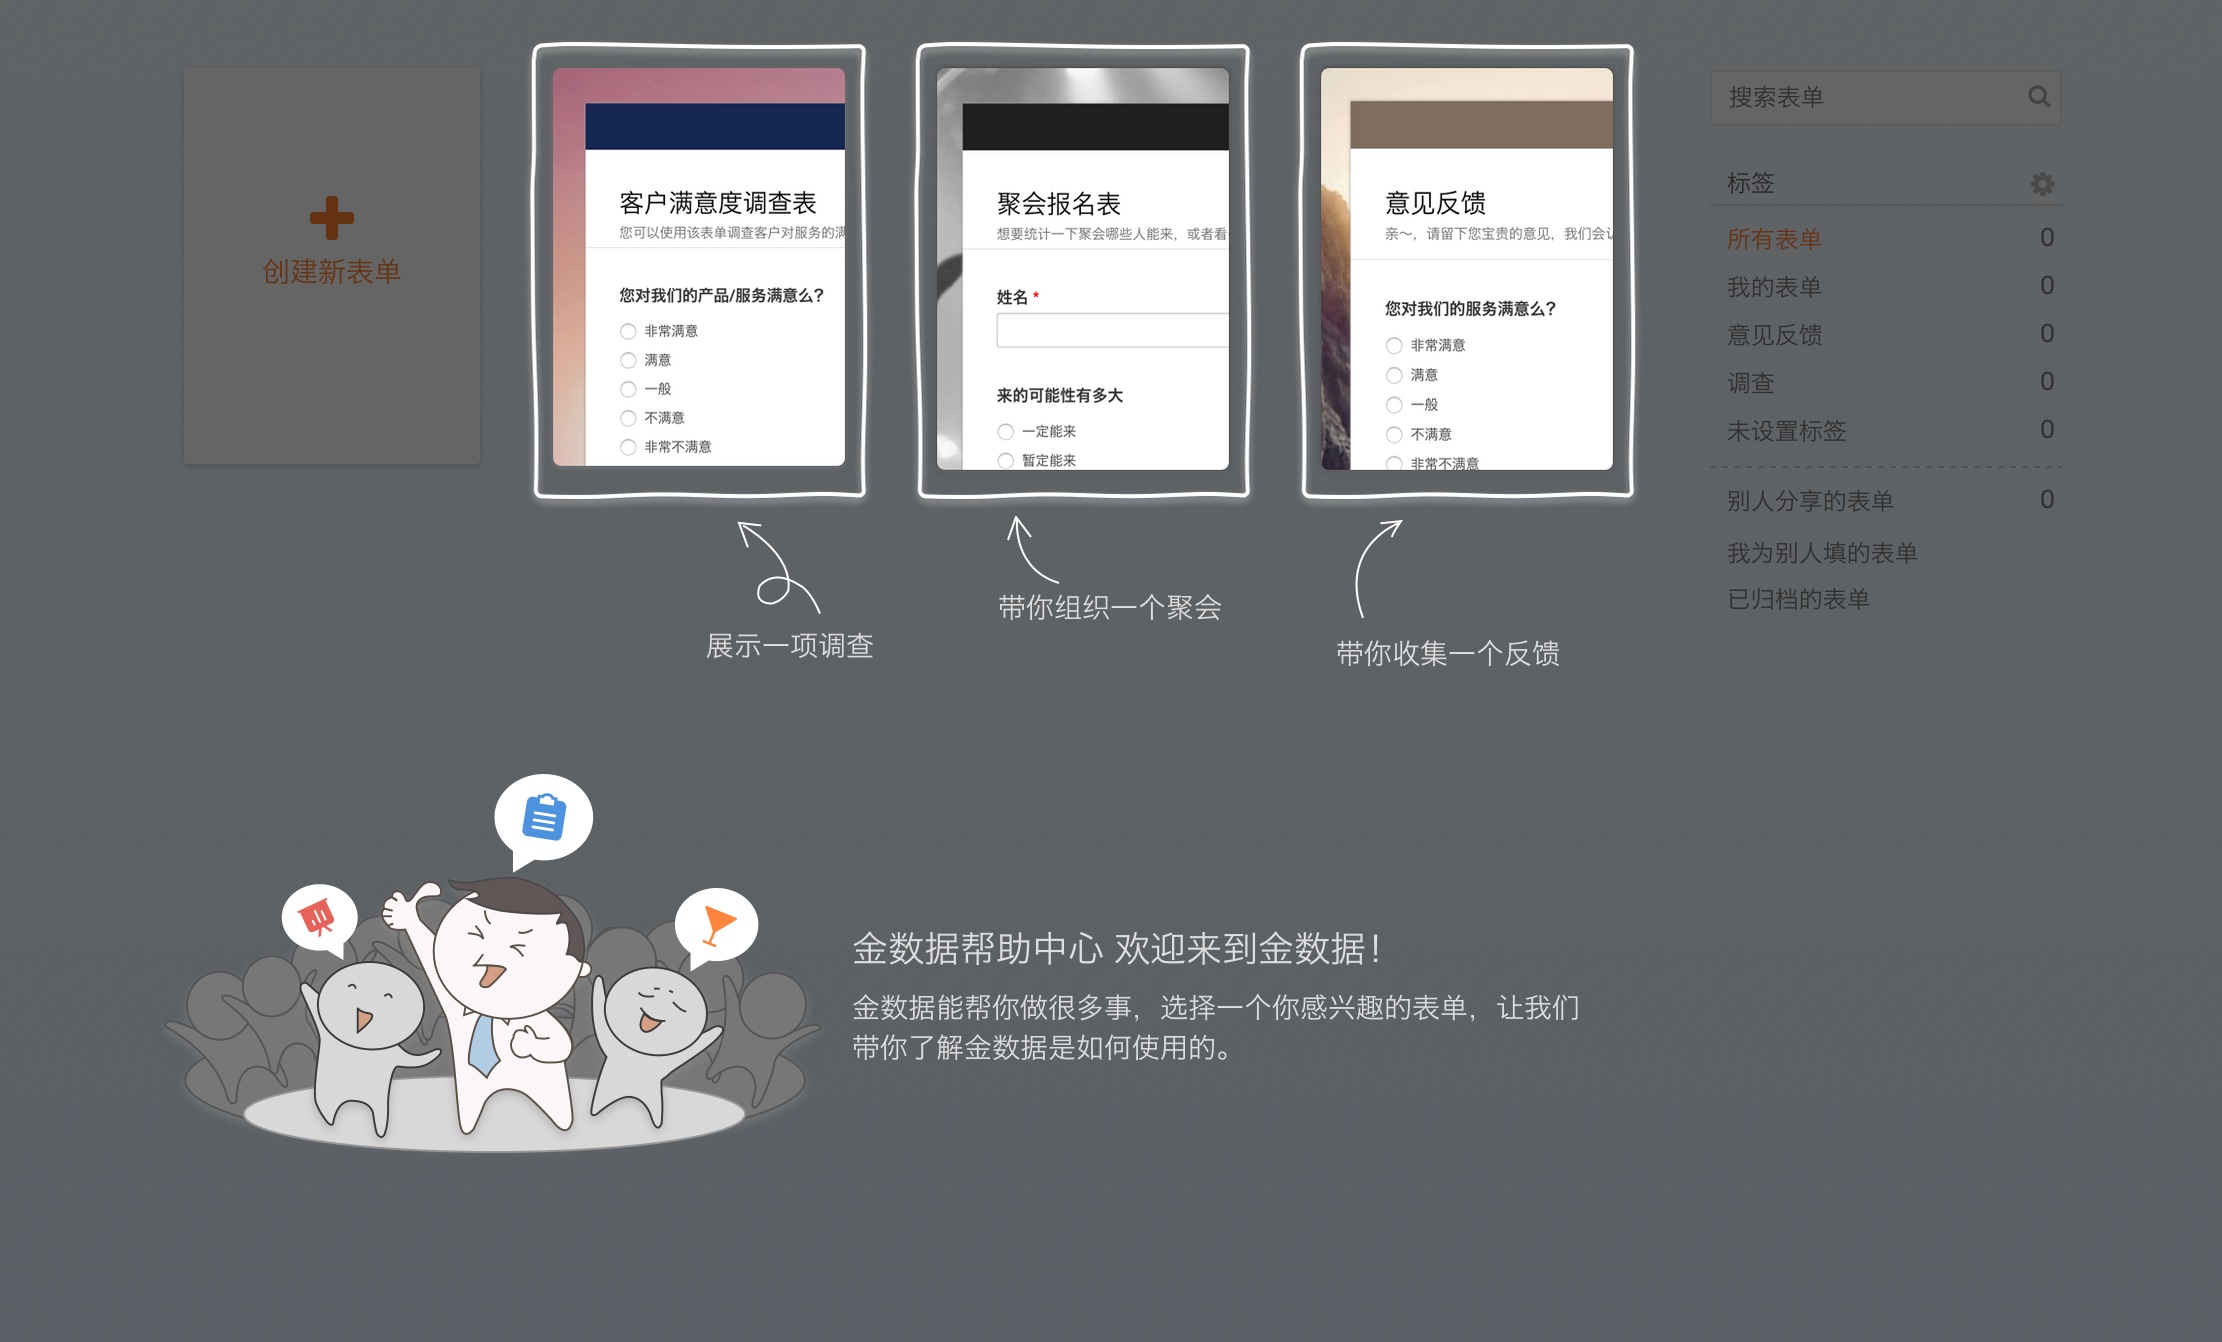 创建新表单
客户满意度调查表
您可以使用该表单调查客户对服务的满
您对我们的产品/服务满意么？
非常满意
满意
一般
不满意
非常不满意
聚会报名表
想要统计一下聚会哪些人能来，或者看
姓名 *
来的可能性有多大
一定能来
暂定能来
意见反馈
亲～，请留下您宝贵的意见，我们会认
您对我们的服务满意么？
非常满意
满意
一般
不满意
非常不满意
搜索表单
标签
所有表单 0
我的表单 0
意见反馈 0
调查 0
未设置标签 0
别人分享的表单 0
我为别人填的表单
已归档的表单
展示一项调查
带你组织一个聚会
带你收集一个反馈
金数据帮助中心 欢迎来到金数据！
金数据能帮你做很多事，选择一个你感兴趣的表单，让我们
带你了解金数据是如何使用的。